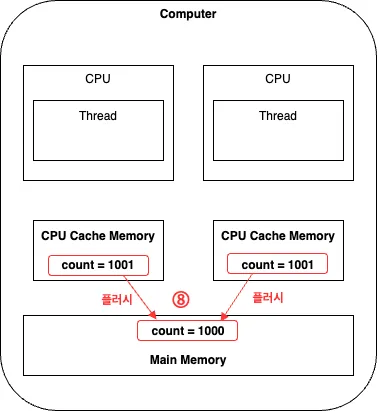 Computer
CPU
CPU
Thread
Thread
CPU Cache Memory
CPU Cache Memory
count = 1001
count = 1001
플러시
⑧
플러시
count = 1000
Main Memory